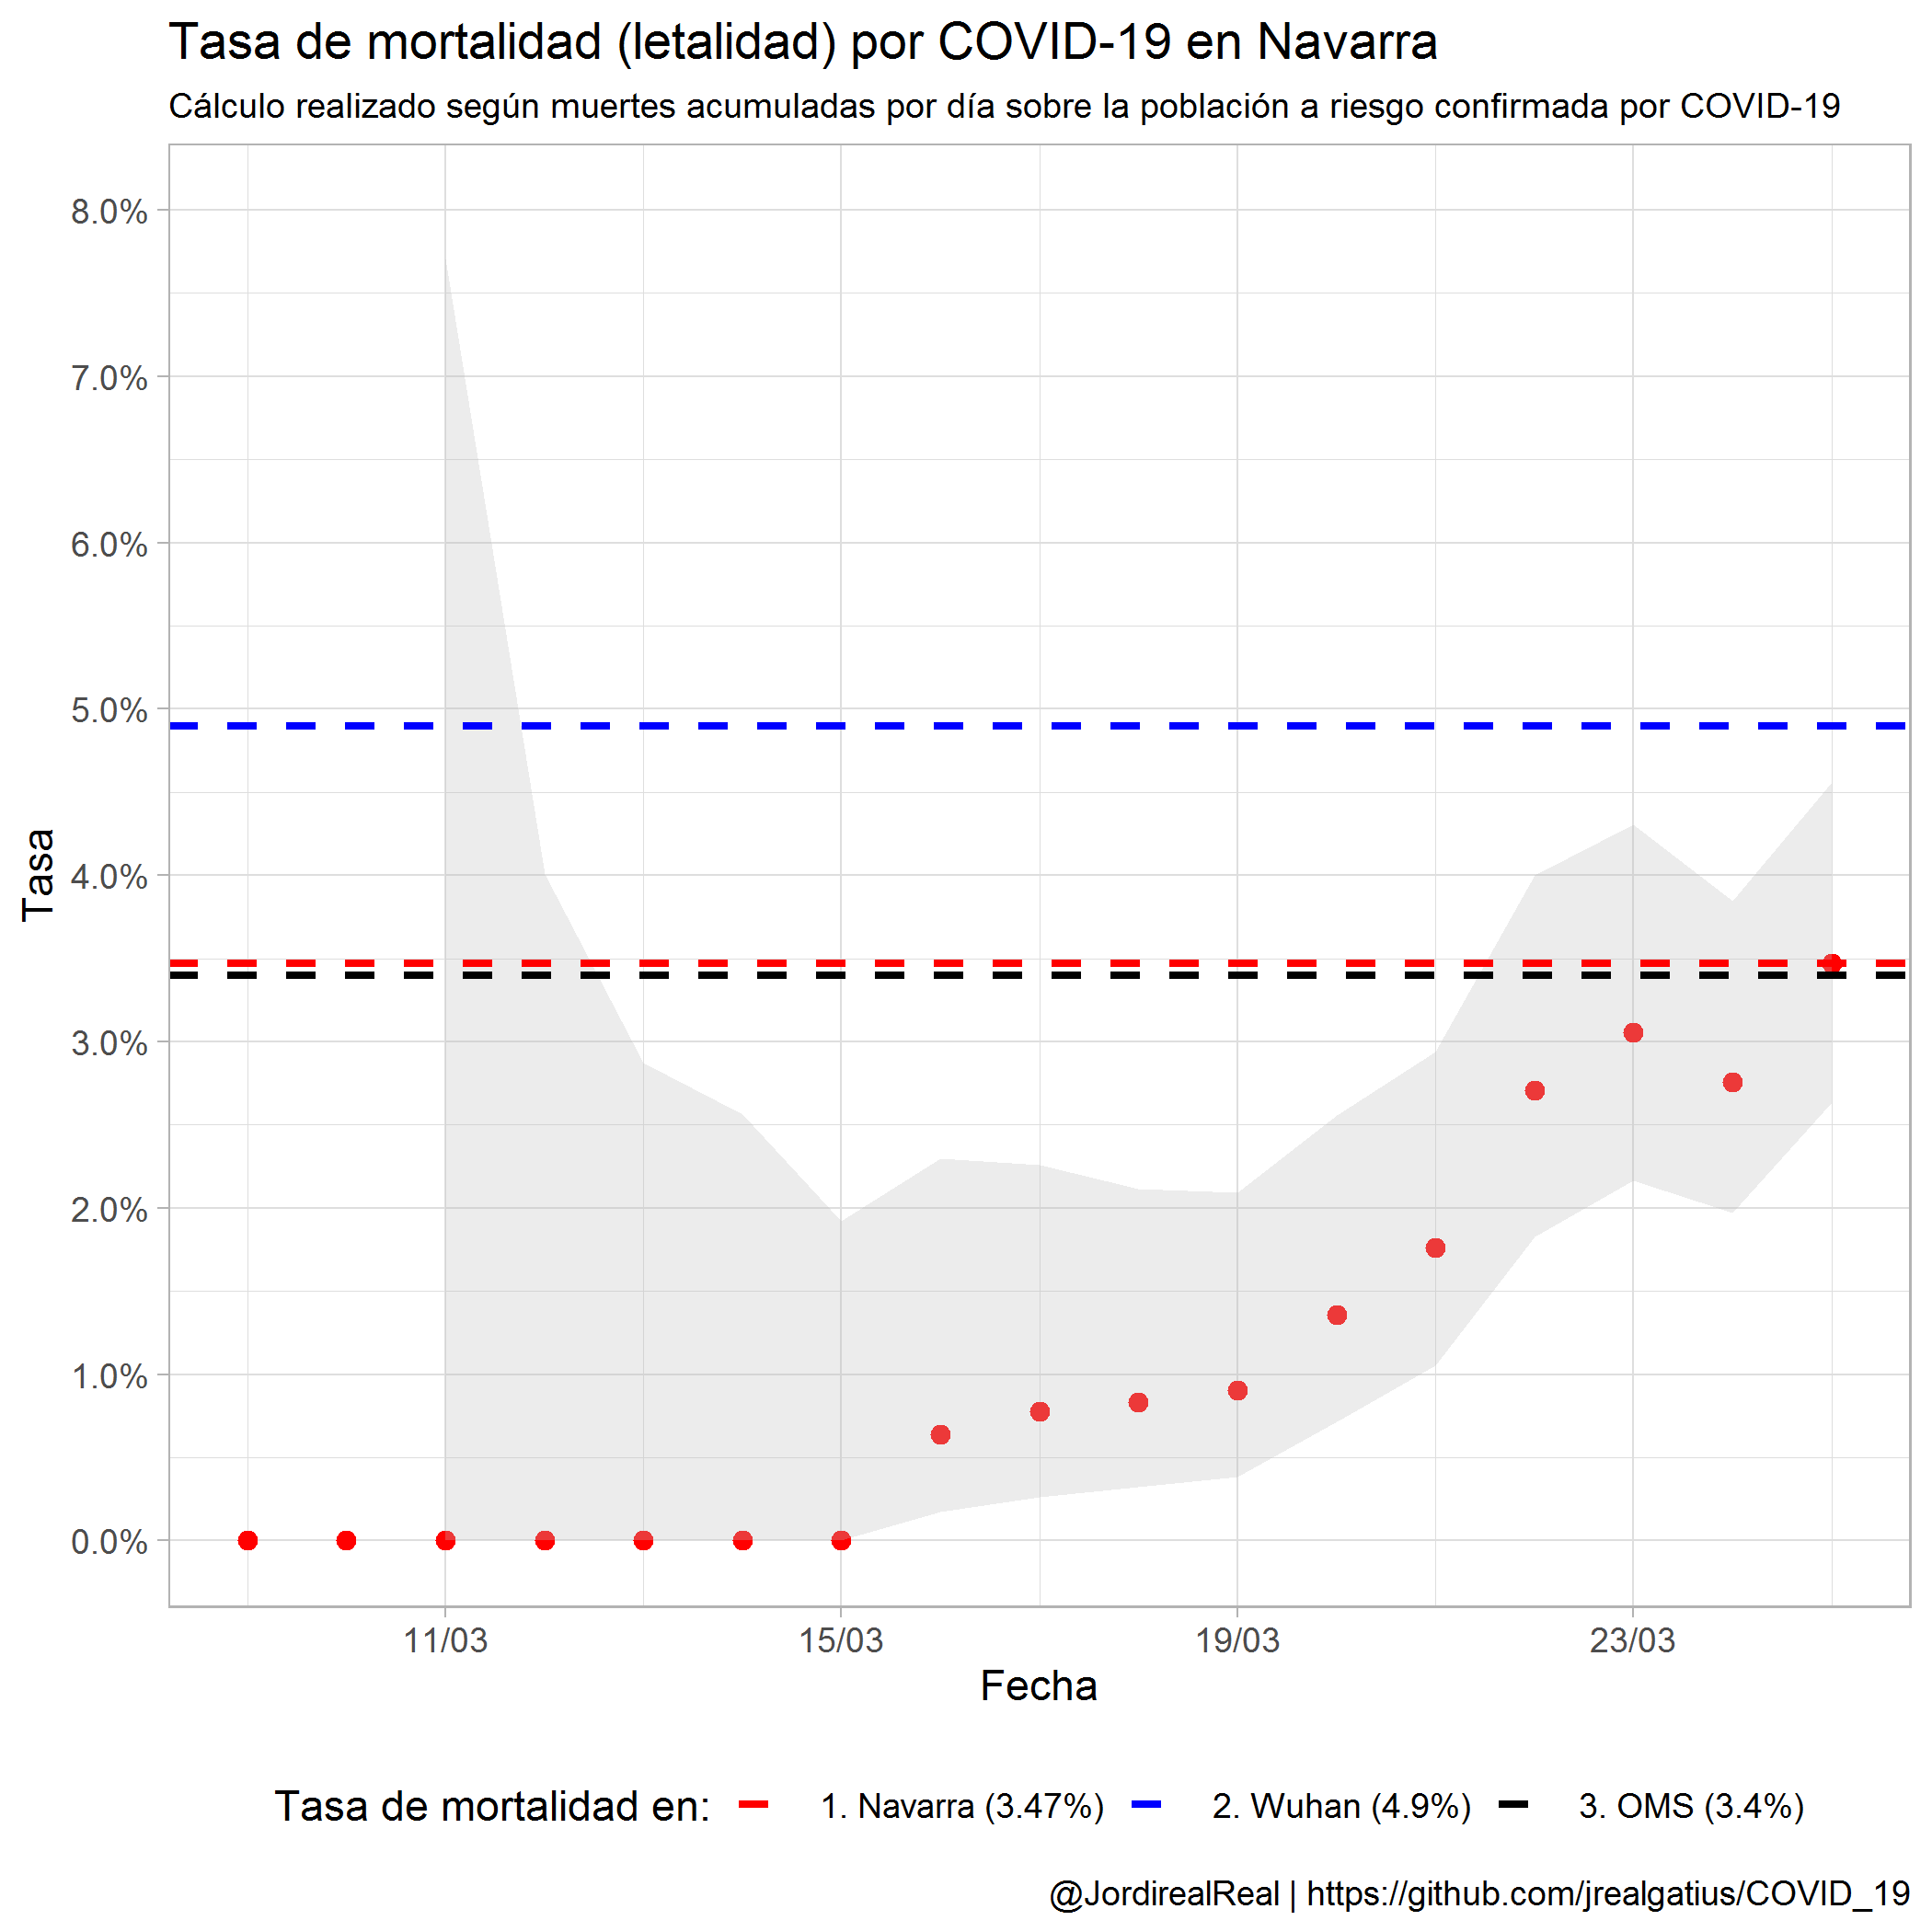 Tasa de mortalidad (letalidad) por COVID-19 en Navarra
Cálculo realizado según muertes acumuladas por día sobre la población a riesgo confirmada por COVID-19
8.0%
7.0%
6.0%
5.0%
4.0%
3.0%
2.0%
1.0%
0.0%
Tasa
11/03 15/03 19/03 23/03
Fecha
Tasa de mortalidad en: 1. Navarra (3.47%) 2. Wuhan (4.9%) 3. OMS (3.4%)
@JordirealReal | https://github.com/jrealgatius/COVID_19